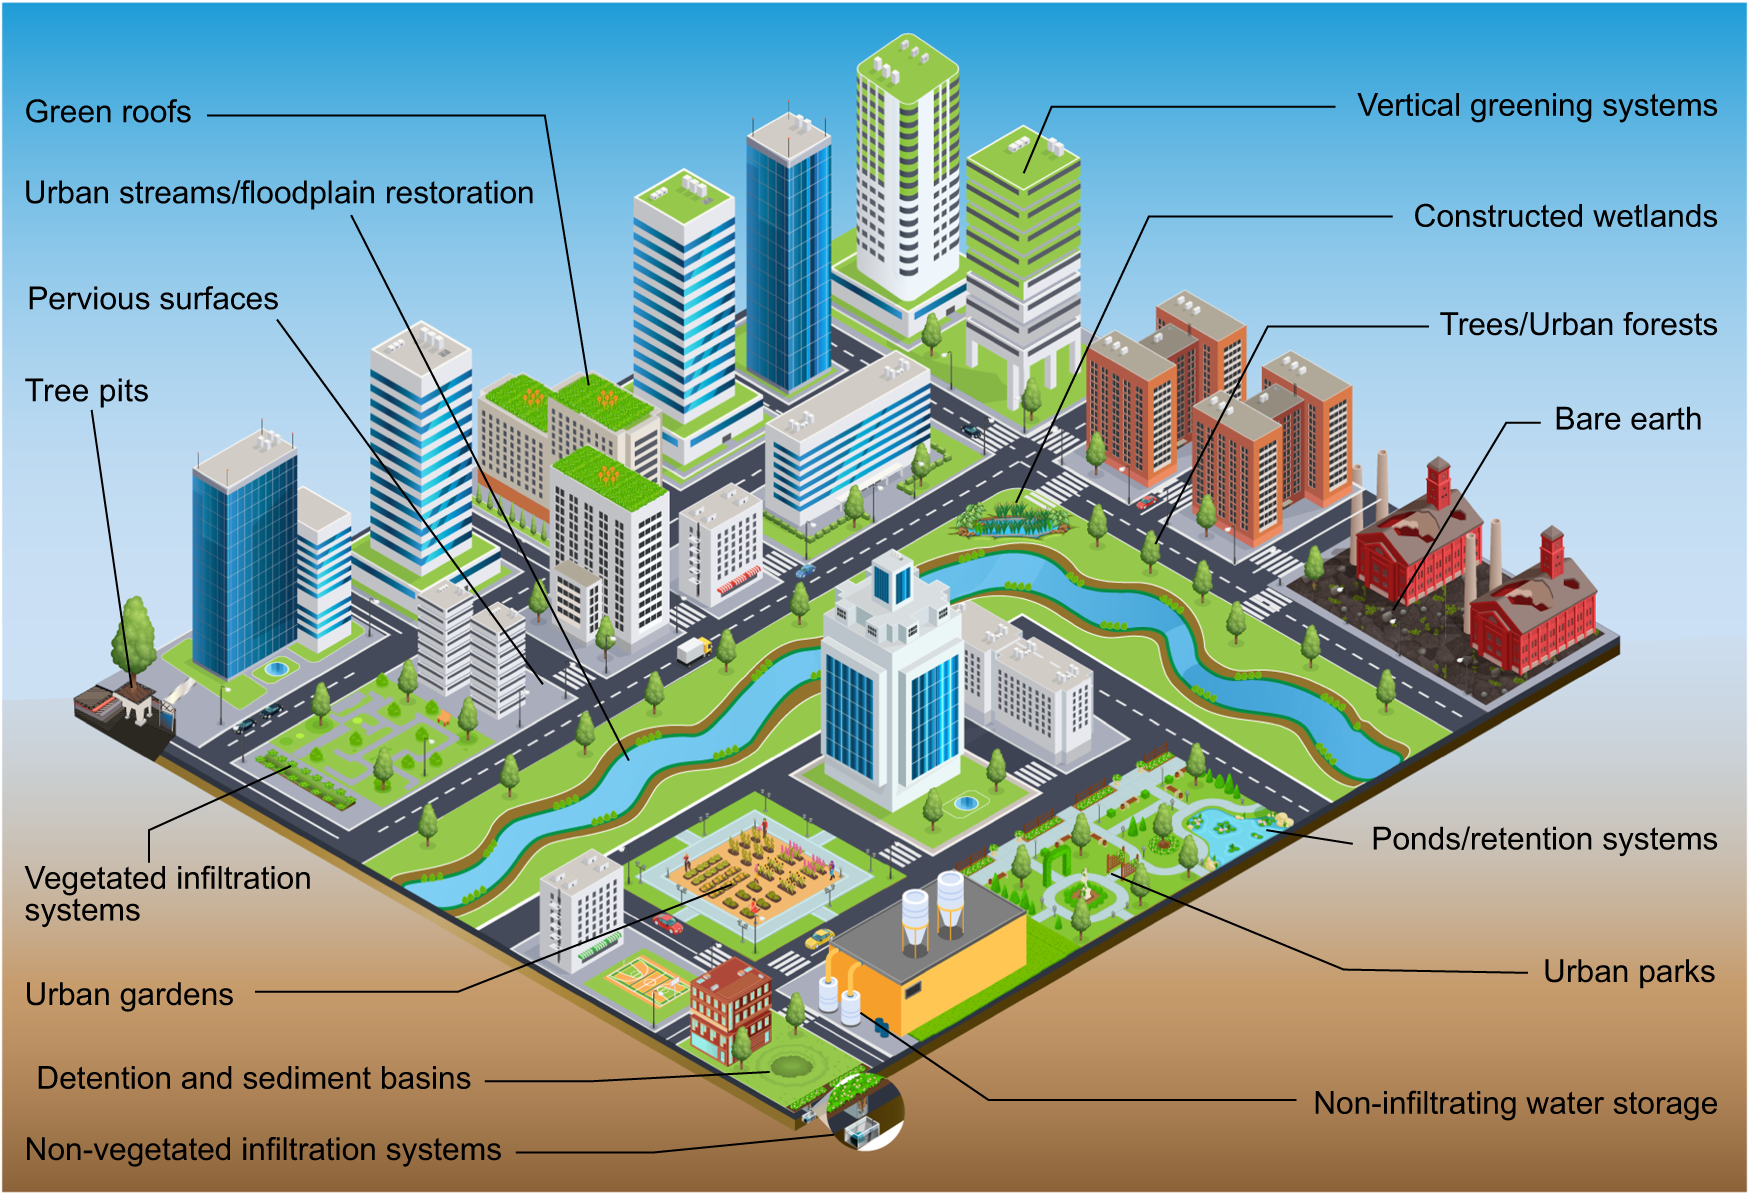 Green roofs
Urban streams/floodplain restoration
Pervious surfaces
Tree pits
Vegetated infiltration
systems
Urban gardens
Detention and sediment basins
Non-vegetated infiltration systems
Vertical greening systems
Constructed wetlands
Trees/Urban forests
Bare earth
Ponds/retention systems
Urban parks
Non-infiltrating water storage